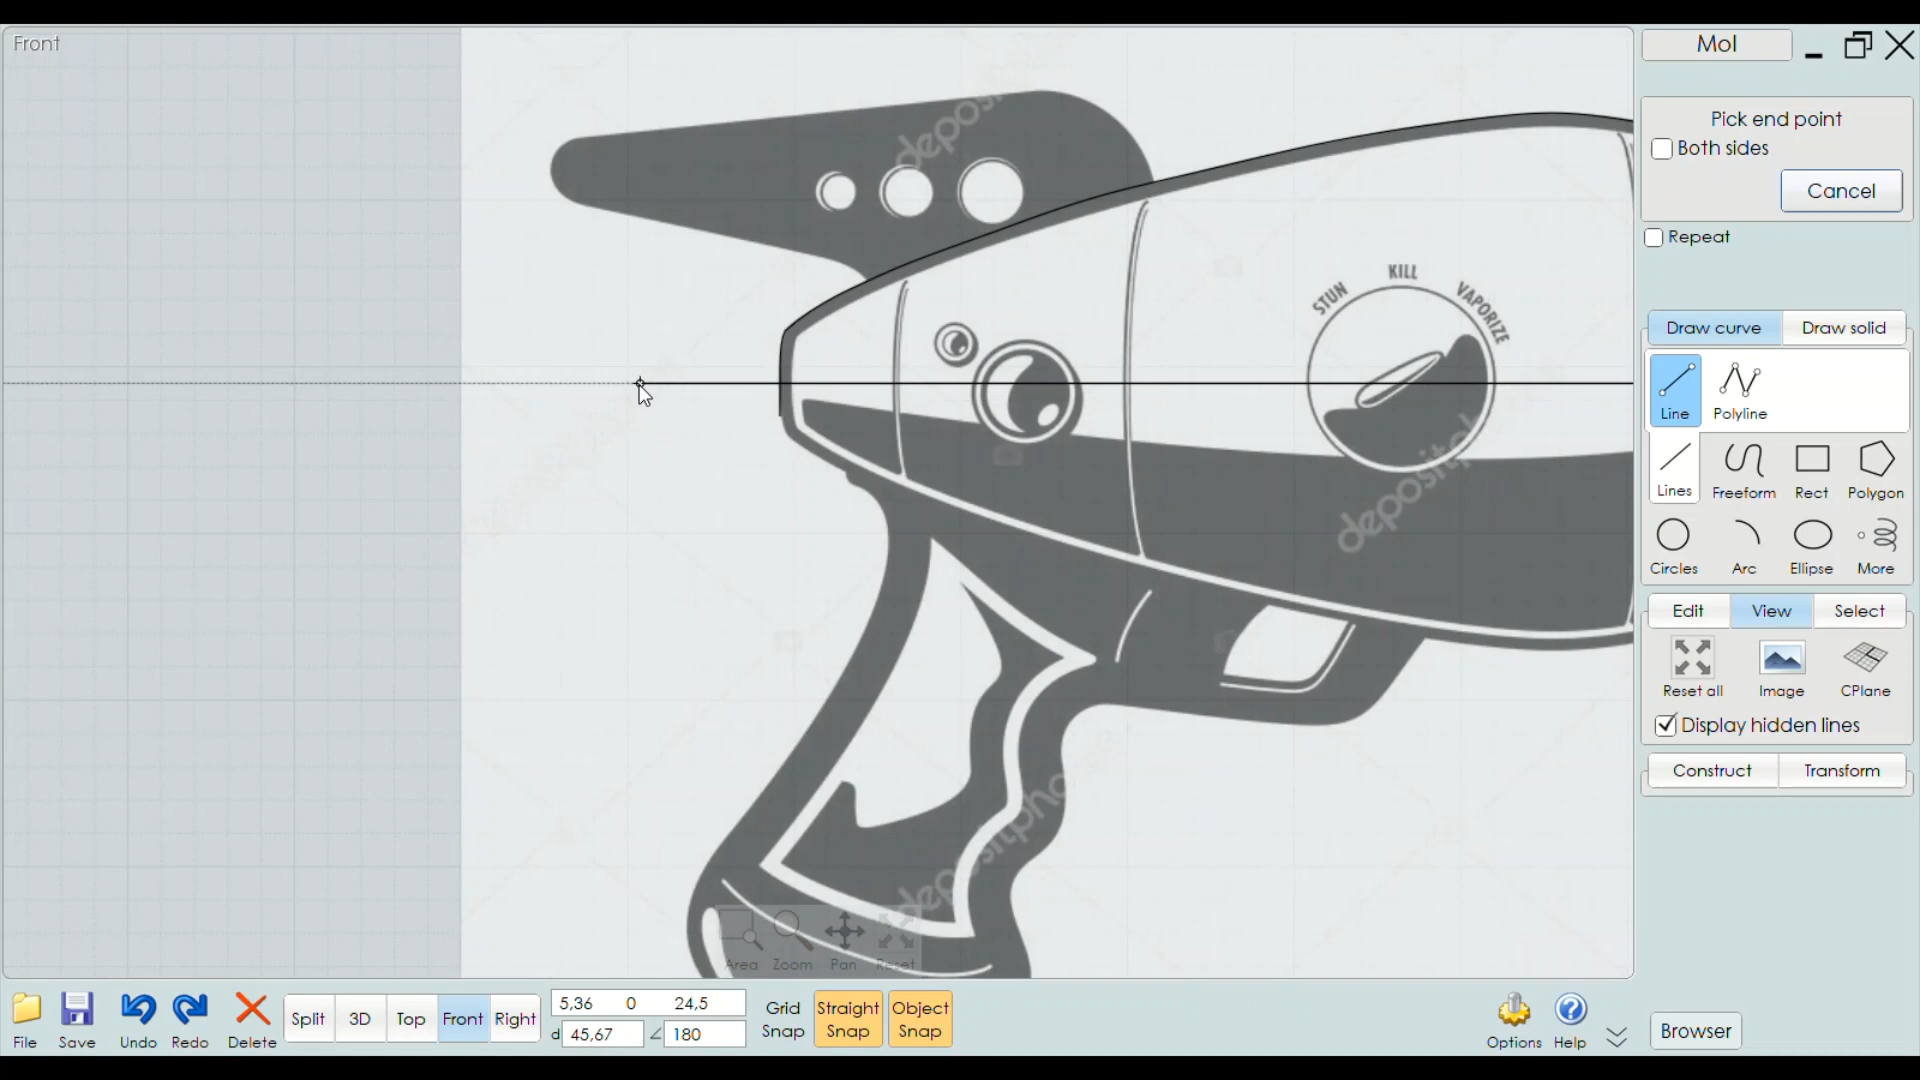 Front
MoI
Pick end point
Both sides
Cancel
Repeat
Draw curve
Draw solid
Line
Polyline
Lines
Freeform
Rect
Polygon
Circles
Arc
Ellipse
More
Edit
View
Select
Reset all
Image
CPlane
Display hidden lines
Construct
Transform
STUN
KILL
VAPORIZE
deposi
depositph
depositpho
Area
Zoom
Pan
Reset
File
Save
Undo
Redo
Delete
Split
3D
Top
Front
Right
5,36 0 24,5
d 45,67 ∠ 180
Grid Snap
Straight Snap
Object Snap
Options
Help
Browser